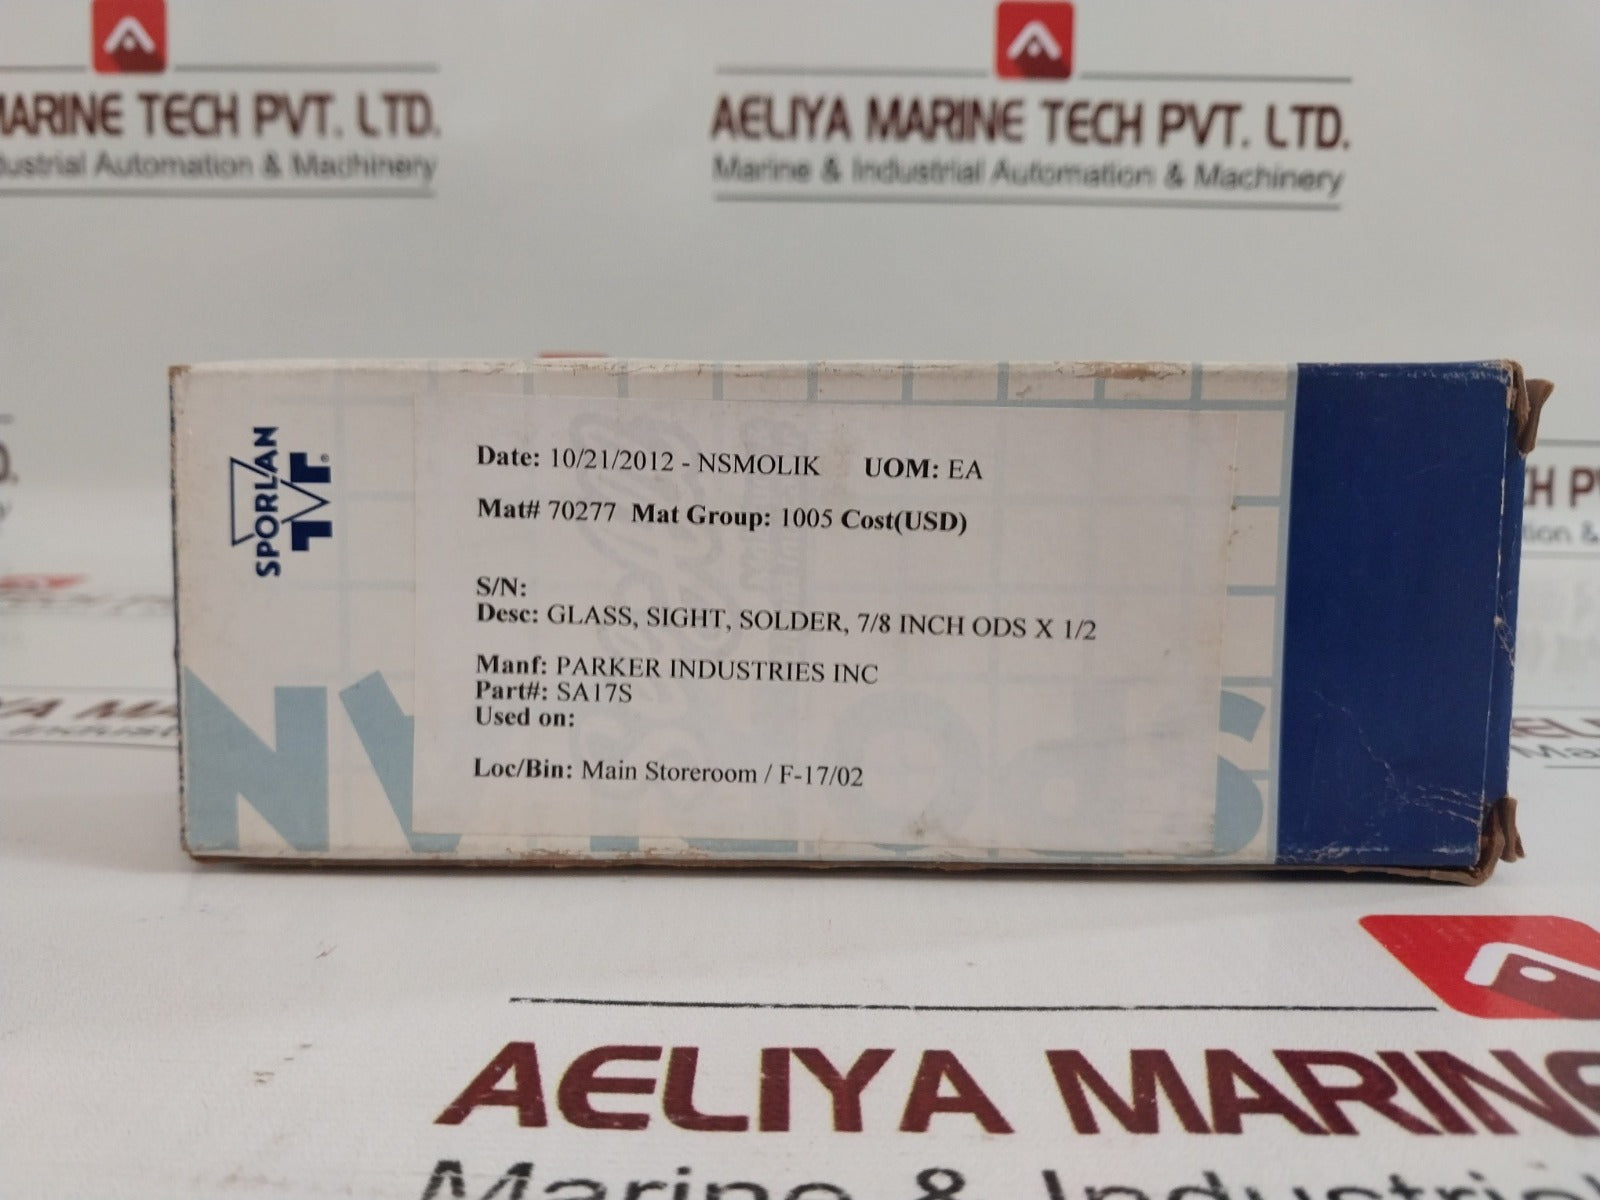 MARINE TECH PVT. LTD.
Industrial Automation & Machinery
AELIYA MARINE TECH PVT. LTD.
Marine & Industrial Automation & Machinery
SPORLAN
®
Date: 10/21/2012 - NSMOLIK UOM: EA
Mat# 70277 Mat Group: 1005 Cost(USD)
S/N:
Desc: GLASS, SIGHT, SOLDER, 7/8 INCH ODS X 1/2
Manf: PARKER INDUSTRIES INC
Part#: SA17S
Used on:
Loc/Bin: Main Storeroom / F-17/02
SPORLAN
AELIYA MARINE
Marine & Industrial